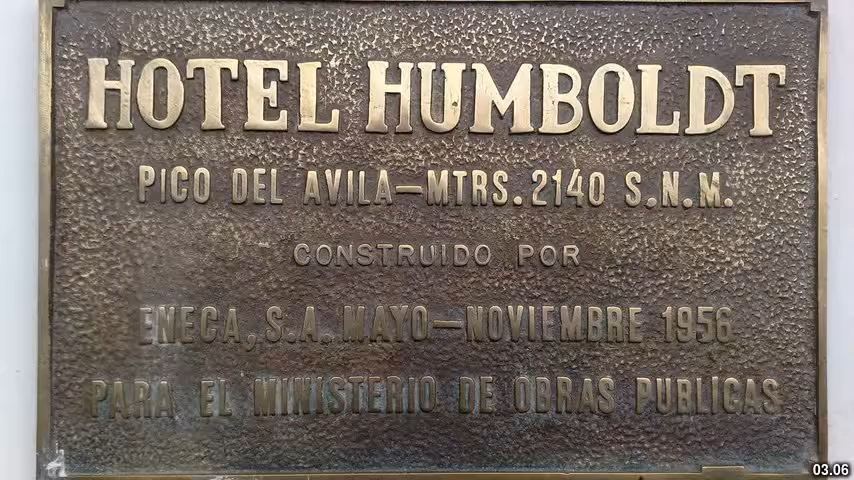 HOTEL HUMBOLDT
PICO DEL AVILA—MTRS. 2140 S.N.M.
CONSTRUIDO POR
ENECA, S.A. MAYO—NOVIEMBRE 1956
PARA EL MINISTERIO DE OBRAS PUBLICAS
03.06